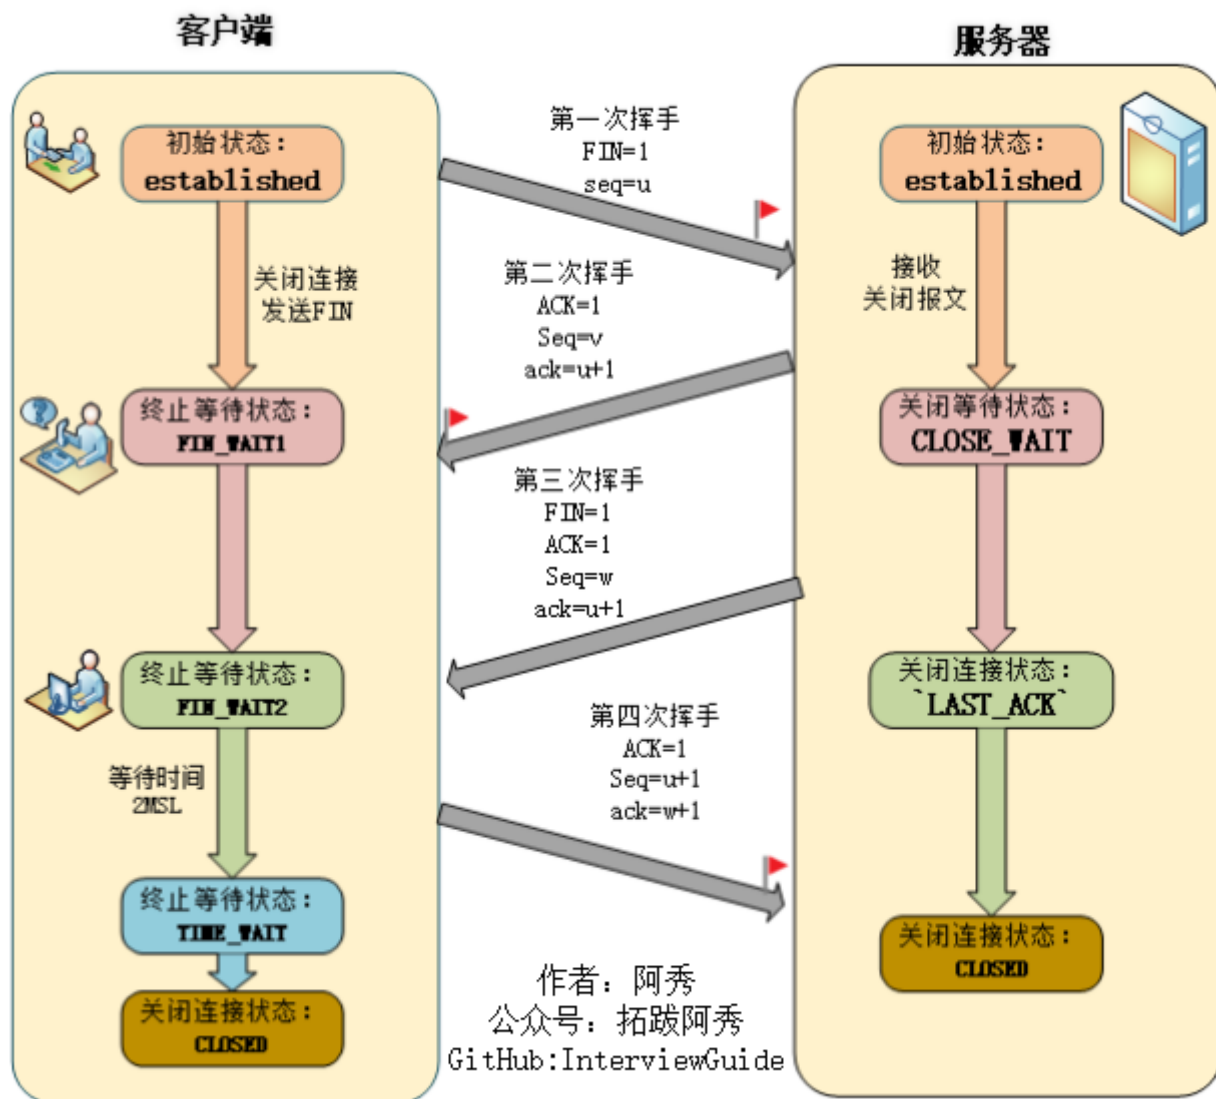 客户端
服务器
初始状态：
established
关闭连接
发送FIN
终止等待状态：
FIN_WAIT1
终止等待状态：
FIN_WAIT2
等待时间
2MSL
终止等待状态：
TIME_WAIT
关闭连接状态：
CLOSED
第一次挥手
FIN=1
seq=u
第二次挥手
ACK=1
Seq=v
ack=u+1
第三次挥手
FIN=1
ACK=1
Seq=w
ack=u+1
第四次挥手
ACK=1
Seq=u+1
ack=w+1
作者：阿秀
公众号：拓跋阿秀
GitHub:InterviewGuide
初始状态：
established
接收
关闭报文
关闭等待状态：
CLOSE_WAIT
关闭连接状态：
`LAST_ACK`
关闭连接状态：
CLOSED